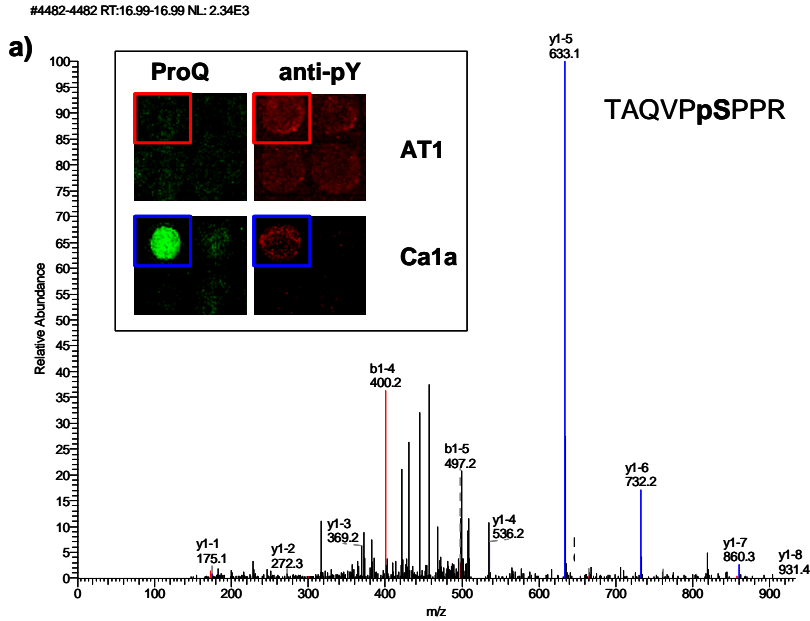 #4482-4482 RT:16.99-16.99 NL: 2.34E3
a)
ProQ anti-pY
AT1
Ca1a
TAQVPpSPPR
y1-5
633.1
b1-4
400.2
b1-5
497.2
y1-6
732.2
y1-3
369.2
y1-4
536.2
y1-1
175.1
y1-2
272.3
y1-7
860.3
y1-8
931.4
Relative Abundance
100
95
90
85
80
75
70
65
60
55
50
45
40
35
30
25
20
15
10
5
0
0 100 200 300 400 500 600 700 800 900
m/z